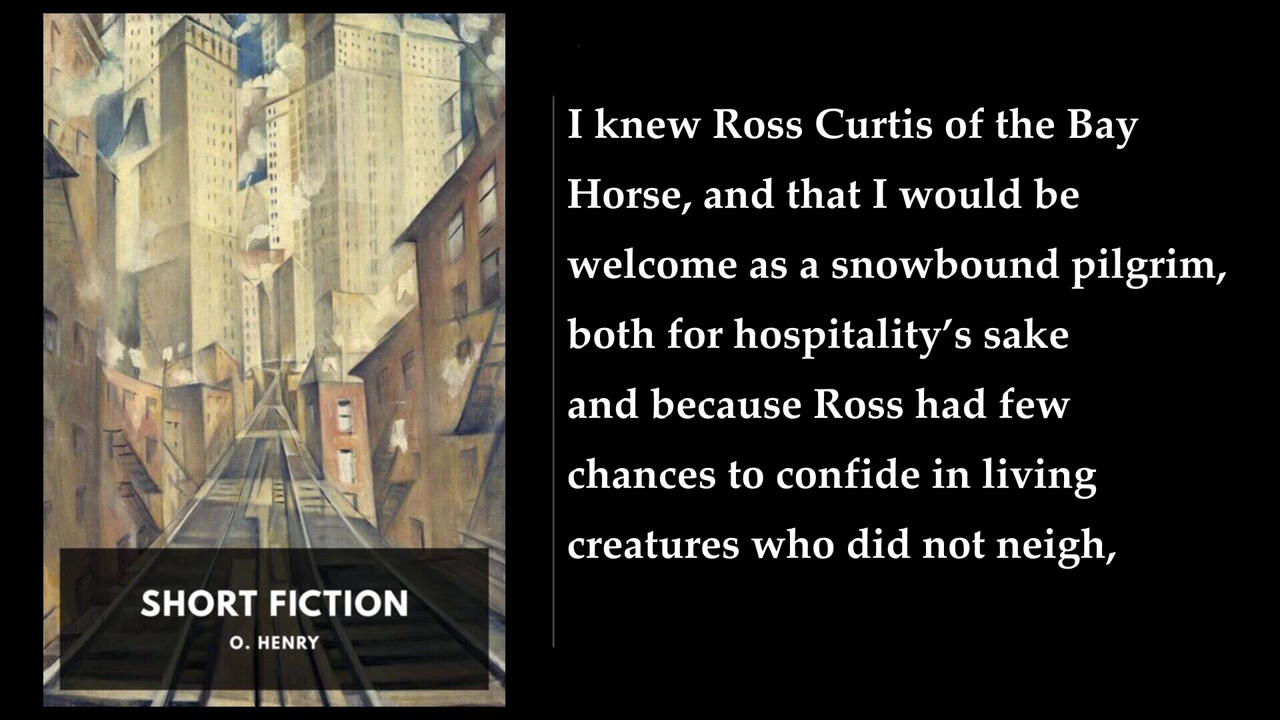 SHORT FICTION
O. HENRY
I knew Ross Curtis of the Bay
Horse, and that I would be
welcome as a snowbound pilgrim,
both for hospitality’s sake
and because Ross had few
chances to confide in living
creatures who did not neigh,